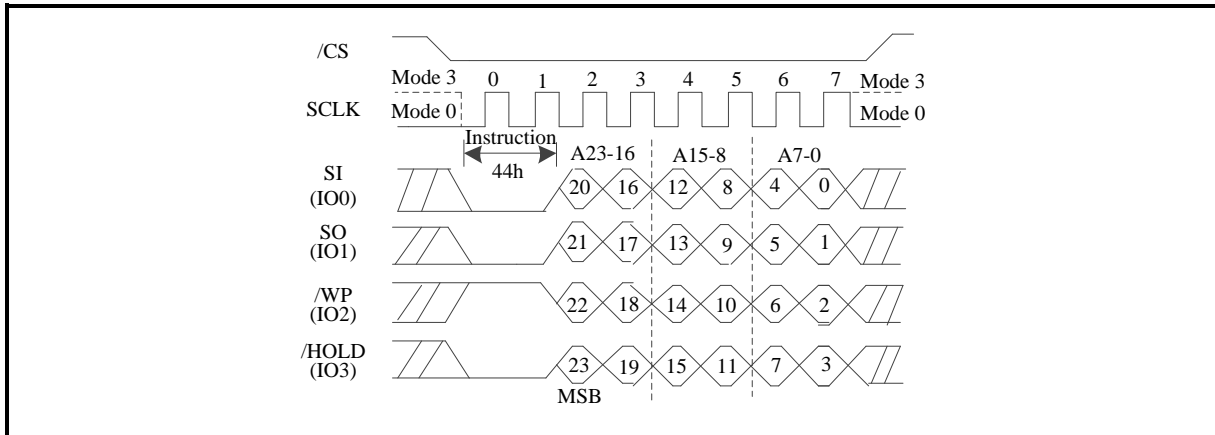 /CS
Mode 3 0 1 2 3 4 5 6 7 Mode 3
SCLK Mode 0 Mode 0
Instruction
44h A23-16 A15-8 A7-0
SI
(IO0) 20 16 12 8 4 0
SO
(IO1) 21 17 13 9 5 1
/WP
(IO2) 22 18 14 10 6 2
/HOLD
(IO3) 23 19 15 11 7 3
MSB